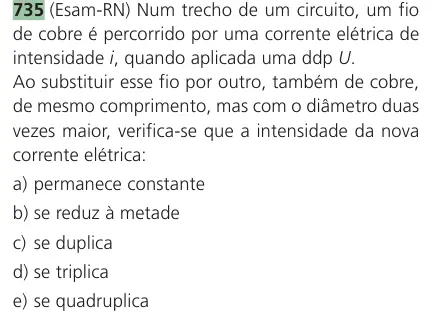 735 (Esam-RN) Num trecho de um circuito, um fio
de cobre é percorrido por uma corrente elétrica de
intensidade i, quando aplicada uma ddp U.
Ao substituir esse fio por outro, também de cobre,
de mesmo comprimento, mas com o diâmetro duas
vezes maior, verifica-se que a intensidade da nova
corrente elétrica:
a) permanece constante
b) se reduz à metade
c) se duplica
d) se triplica
e) se quadruplica